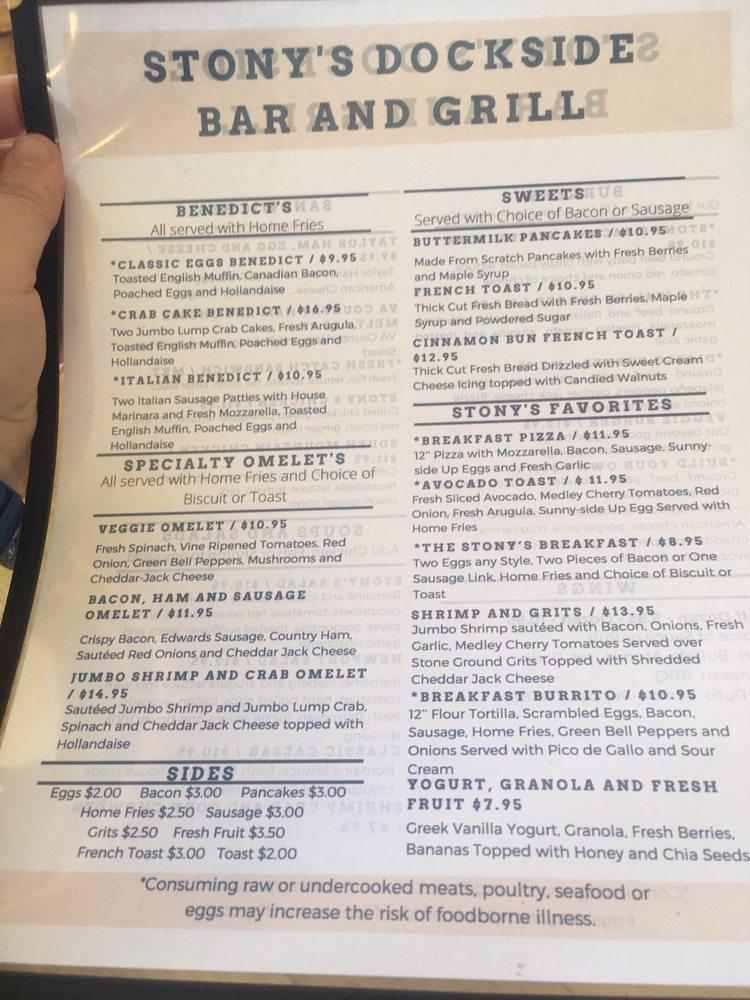 STONY'S DOCKSIDE
BAR AND GRILL
BENEDICT'S
All served with Home Fries
*CLASSIC EGGS BENEDICT / $9.95
Toasted English Muffin, Canadian Bacon,
Poached Eggs and Hollandaise
*CRAB CAKE BENEDICT / $16.95
Two Jumbo Lump Crab Cakes, Fresh Arugula,
Toasted English Muffin, Poached Eggs and
Hollandaise
*ITALIAN BENEDICT / $10.95
Two Italian Sausage Patties with House
Marinara and Fresh Mozzarella, Toasted
English Muffin, Poached Eggs and
Hollandaise
SPECIALTY OMELET'S
All served with Home Fries and Choice of
Biscuit or Toast
VEGGIE OMELET / $10.95
Fresh Spinach, Vine Ripened Tomatoes, Red
Onion, Green Bell Peppers, Mushrooms and
Cheddar-Jack Cheese
BACON, HAM AND SAUSAGE
OMELET / $11.95
Crispy Bacon, Edwards Sausage, Country Ham,
Sautéed Red Onions and Cheddar Jack Cheese
JUMBO SHRIMP AND CRAB OMELET
/ $14.95
Sautéed Jumbo Shrimp and Jumbo Lump Crab,
Spinach and Cheddar Jack Cheese topped with
Hollandaise
SIDES
Eggs $2.00 Bacon $3.00 Pancakes $3.00
Home Fries $2.50 Sausage $3.00
Grits $2.50 Fresh Fruit $3.50
French Toast $3.00 Toast $2.00
SWEETS
Served with Choice of Bacon or Sausage
BUTTERMILK PANCAKES / $10.95
Made From Scratch Pancakes with Fresh Berries
and Maple Syrup
FRENCH TOAST / $10.95
Thick Cut Fresh Bread with Fresh Berries, Maple
Syrup and Powdered Sugar
CINNAMON BUN FRENCH TOAST /
$12.95
Thick Cut Fresh Bread Drizzled with Sweet Cream
Cheese Icing topped with Candied Walnuts
STONY'S FAVORITES
*BREAKFAST PIZZA / $11.95
12" Pizza with Mozzarella, Bacon, Sausage, Sunny-
side Up Eggs and Fresh Garlic
*AVOCADO TOAST / $ 11.95
Fresh Sliced Avocado, Medley Cherry Tomatoes, Red
Onion, Fresh Arugula, Sunny-side Up Egg Served with
Home Fries
*THE STONY'S BREAKFAST / $8.95
Two Eggs any Style, Two Pieces of Bacon or One
Sausage Link, Home Fries and Choice of Biscuit or
Toast
SHRIMP AND GRITS / $13.95
Jumbo Shrimp sautéed with Bacon, Onions, Fresh
Garlic, Medley Cherry Tomatoes Served over
Stone Ground Grits Topped with Shredded
Cheddar Jack Cheese
*BREAKFAST BURRITO / $10.95
12" Flour Tortilla, Scrambled Eggs, Bacon,
Sausage, Home Fries, Green Bell Peppers and
Onions Served with Pico de Gallo and Sour
Cream
YOGURT, GRANOLA AND FRESH
FRUIT $7.95
Greek Vanilla Yogurt, Granola, Fresh Berries,
Bananas Topped with Honey and Chia Seeds
*Consuming raw or undercooked meats, poultry, seafood or
eggs may increase the risk of foodborne illness.